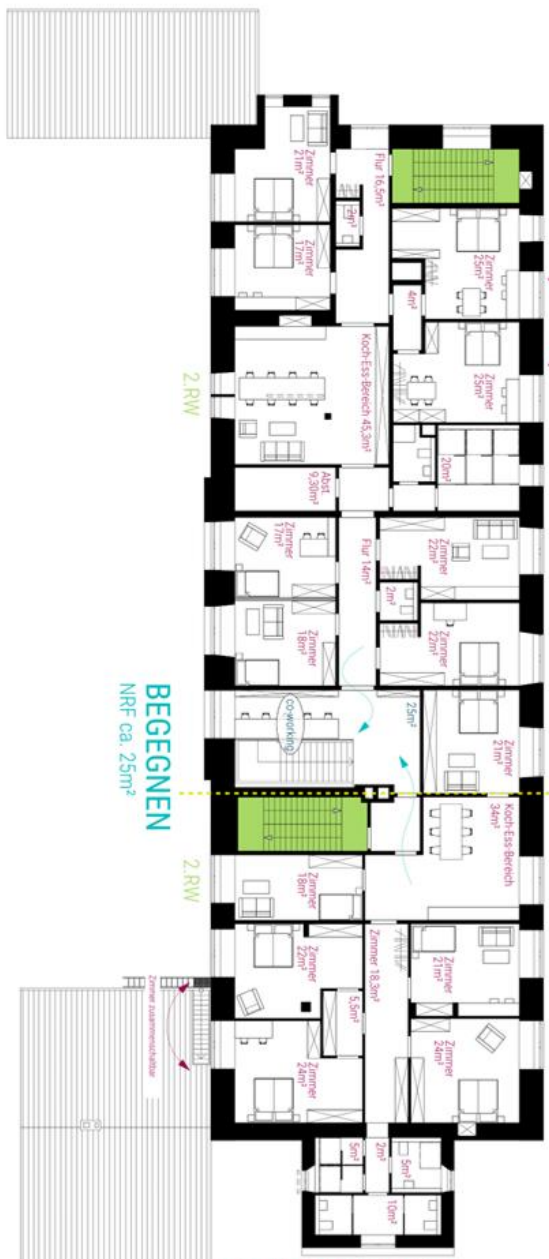 Zimmer
21m²
Flur 16,5m²
2m²
Zimmer
17m²
Zimmer
25m²
4m²
Zimmer
25m²
Koch-Ess-Bereich 45,3m²
2.RW
20m²
Abst.
9,30m²
Zimmer
17m²
Flur 14m²
Zimmer
22m²
2m²
Zimmer
18m²
Zimmer
22m²
co-working
25m²
Zimmer
21m²
BEGEGNEN
NRF ca. 25m²
Koch-Ess-Bereich
34m²
2.RW
Zimmer
18m²
Zimmer
22m²
Zimmer 18,3m²
Zimmer
21m²
5,5m²
Zimmer zusammenschaltbar
Zimmer
24m²
Zimmer
24m²
5m²
2m²
5m²
10m²